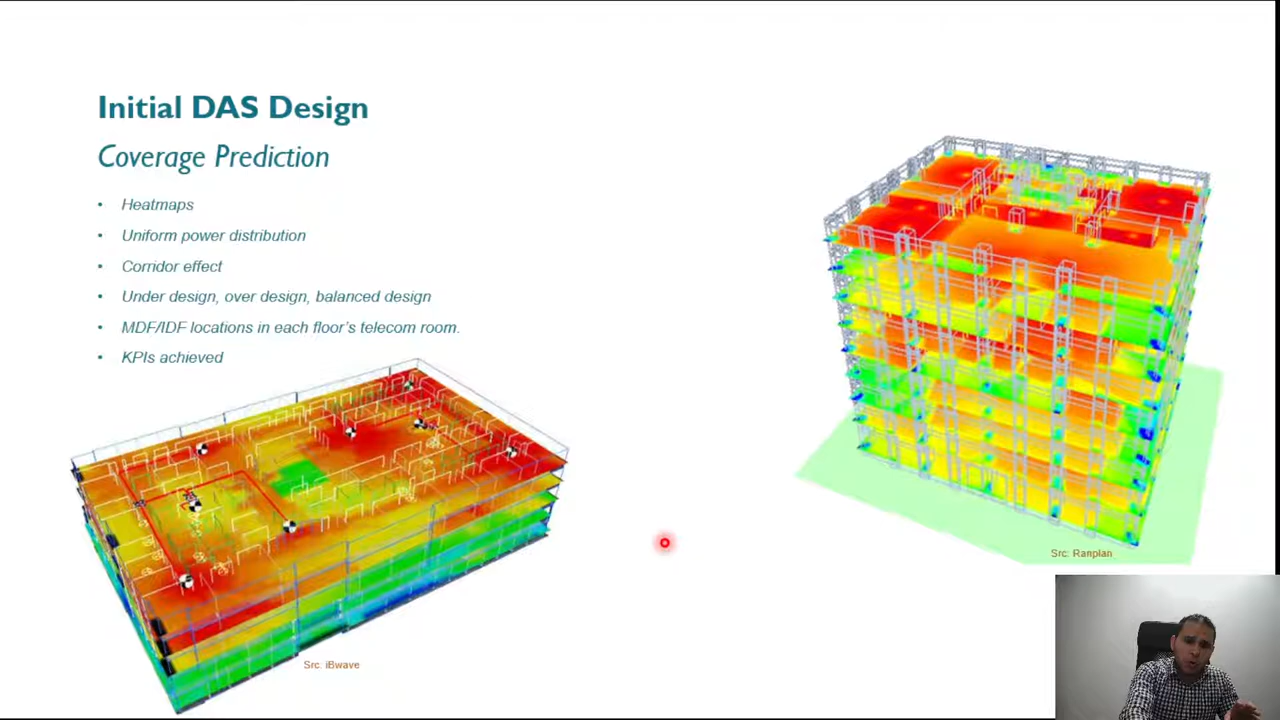 Initial DAS Design
Coverage Prediction
• Heatmaps
• Uniform power distribution
• Corridor effect
• Under design, over design, balanced design
• MDF/IDF locations in each floor's telecom room.
• KPIs achieved
Src: Ranplan
Src: iBwave